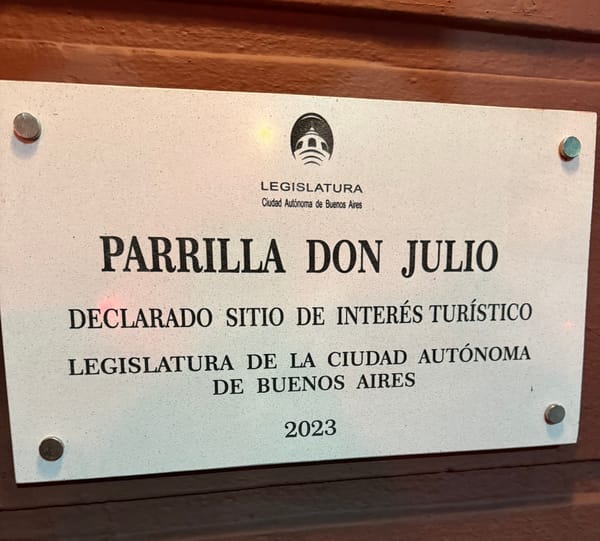 LEGISLATURA
Ciudad Autónoma de Buenos Aires
PARRILLA DON JULIO
DECLARADO SITIO DE INTERÉS TURÍSTICO
LEGISLATURA DE LA CIUDAD AUTÓNOMA
DE BUENOS AIRES
2023